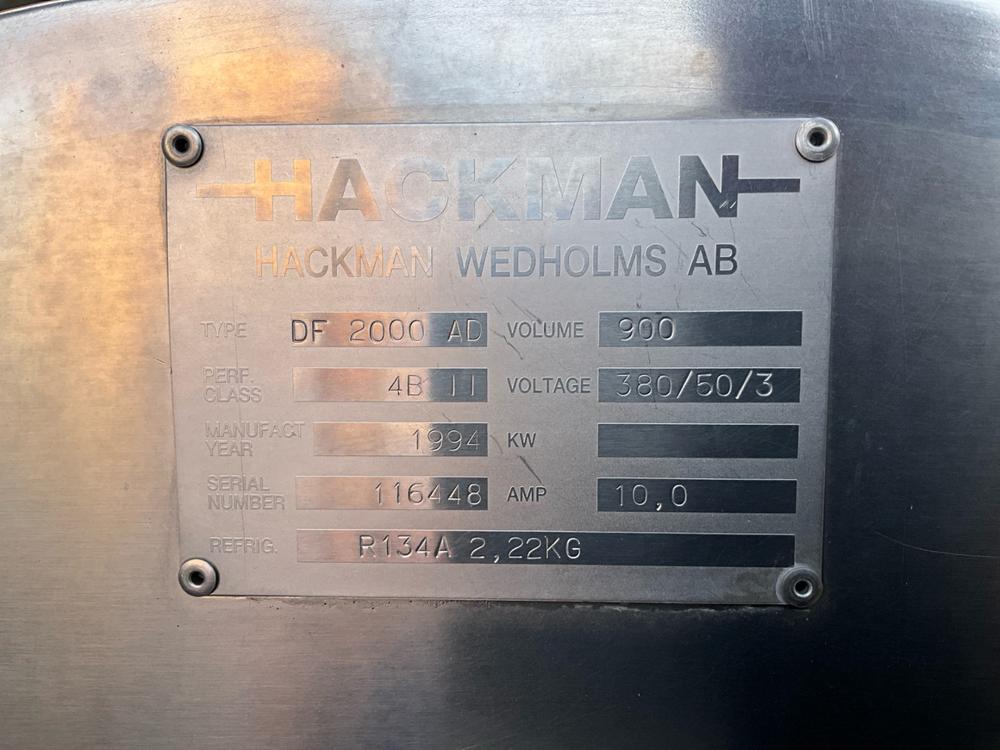 HACKMAN
HACKMAN WEDHOLMS AB
TYPE DF 2000 AD VOLUME 900
PERF. CLASS 4B II VOLTAGE 380/50/3
MANUFACT YEAR 1994 KW
SERIAL NUMBER 116448 AMP 10,0
REFRIG. R134A 2,22KG